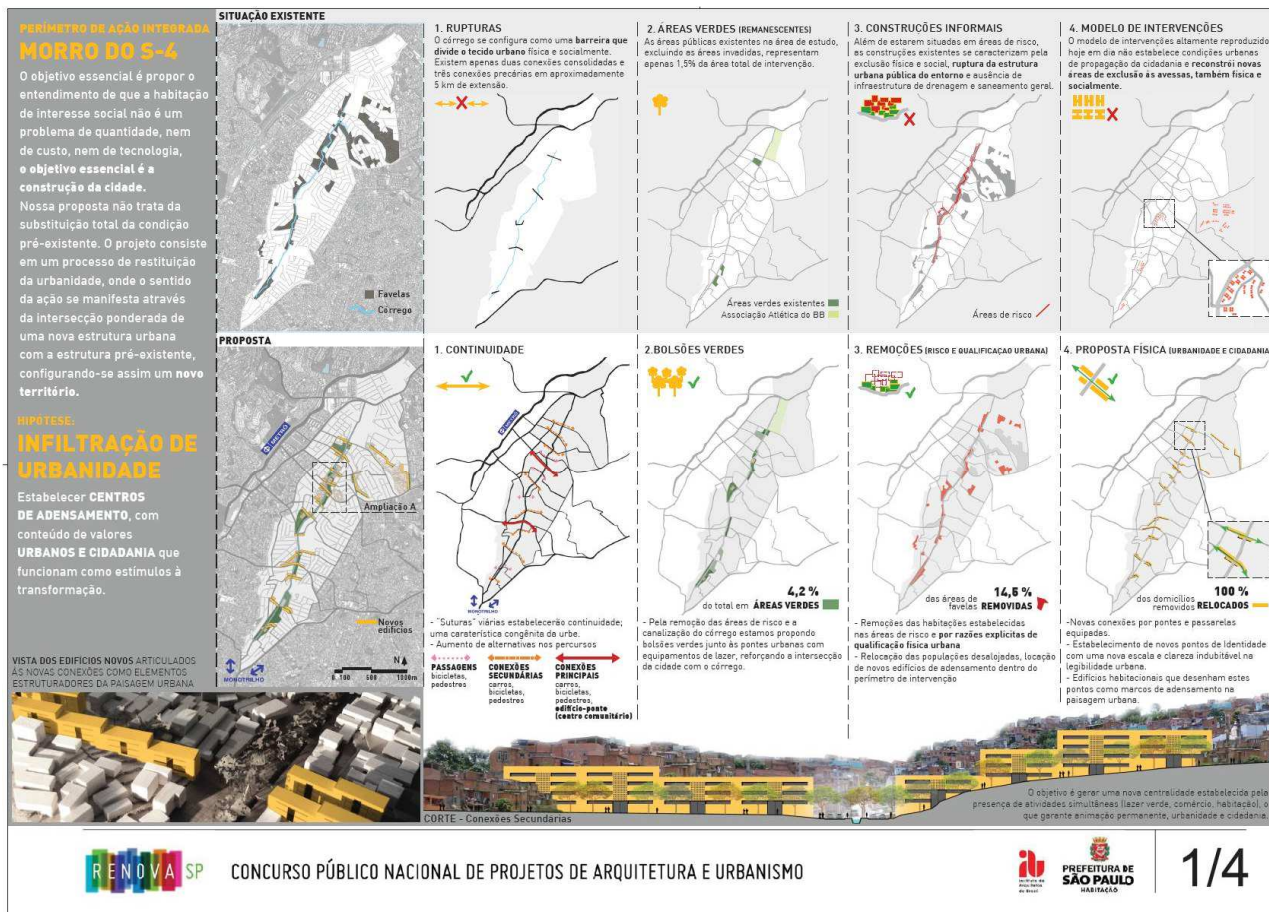 PERÍMETRO DE AÇÃO INTEGRADA
MORRO DO S-4
O objetivo essencial é propor o
entendimento de que a habitação
de interesse social não é um
problema de quantidade, nem
de custo, nem de tecnologia,
o objetivo essencial é a
construção da cidade.
Nossa proposta não trata da
substituição total da condição
pré-existente. O projeto consiste
em um processo de restituição
da urbanidade, onde o sentido
da ação se manifesta através
da intersecção ponderada de
uma nova estrutura urbana
com a estrutura pré-existente,
configurando-se assim um novo
território.
HIPÓTESE:
INFILTRAÇÃO DE
URBANIDADE
Estabelecer CENTROS
DE ADENSAMENTO, com
conteúdo de valores
URBANOS E CIDADANIA que
funcionam como estímulos à
transformação.
VISTA DOS EDIFÍCIOS NOVOS ARTICULADOS
ÀS NOVAS CONEXÕES COMO ELEMENTOS
ESTRUTURADORES DA PAISAGEM URBANA
SITUAÇÃO EXISTENTE
Favelas
Córrego
1. RUPTURAS
O córrego se configura como uma barreira que
divide o tecido urbano física e socialmente.
Existem apenas duas conexões consolidadas e
três conexões precárias em aproximadamente
5 km de extensão.
2. ÁREAS VERDES (REMANESCENTES)
As áreas públicas existentes na área de estudo,
excluindo as áreas invadidas, representam
apenas 1,5% da área total de intervenção.
Áreas verdes existentes
Associação Atlética do BB
3. CONSTRUÇÕES INFORMAIS
Além de estarem situadas em áreas de risco,
as construções existentes se caracterizam pela
exclusão física e social, ruptura da estrutura
urbana pública do entorno e ausência de
infraestrutura de drenagem e saneamento geral.
Áreas de risco
4. MODELO DE INTERVENÇÕES
O modelo de intervenções altamente reproduzido
hoje em dia não estabelece condições urbanas
de propagação da cidadania e reconstrói novas
áreas de exclusão às avessas, também física e
socialmente.
PROPOSTA
METRO
Ampliação A
Novos
edifícios
MONOTRILHO
N
0 100 500 1000m
1. CONTINUIDADE
METRO
MONOTRILHO
- "Suturas" viárias estabelecerão continuidade;
uma caraterística congênita da urbe.
- Aumento de alternativas nos percursos
PASSAGENS
bicicletas,
pedestres
CONEXÕES
SECUNDÁRIAS
carros,
bicicletas,
pedestres
CONEXÕES
PRINCIPAIS
carros,
bicicletas,
pedestres,
edifício-ponte
(centro comunitário)
2.BOLSÕES VERDES
4,2 %
do total em ÁREAS VERDES
- Pela remoção das áreas de risco e a
canalização do córrego estamos propondo
bolsões verdes junto às pontes urbanas com
equipamentos de lazer, reforçando a intersecção
da cidade com o córrego.
3. REMOÇÕES (RISCO E QUALIFICAÇAO URBANA)
14,5 %
das áreas de
favelas REMOVIDAS
- Remoções das habitações estabelecidas
nas áreas de risco e por razões explícitas de
qualificação física urbana
- Relocação das populações desalojadas, locação
de novos edifícios de adensamento dentro do
perímetro de intervenção
4. PROPOSTA FÍSICA (URBANIDADE E CIDADANIA)
100 %
dos domicílios
removidos RELOCADOS
-Novas conexões por pontes e passarelas
equipadas.
- Estabelecimento de novos pontos de Identidade
com uma nova escala e clareza indubitável na
legibilidade urbana.
- Edifícios habitacionais que desenham estes
pontos como marcos de adensamento na
paisagem urbana.
CORTE - Conexões Secundárias
O objetivo é gerar uma nova centralidade estabelecida pela
presença de atividades simultâneas (lazer verde, comércio, habitação), o
que garante animação permanente, urbanidade e cidadania.
RENOVA SP
CONCURSO PÚBLICO NACIONAL DE PROJETOS DE ARQUITETURA E URBANISMO
iab
PREFEITURA DE
SÃO PAULO
HABITAÇÃO
1/4